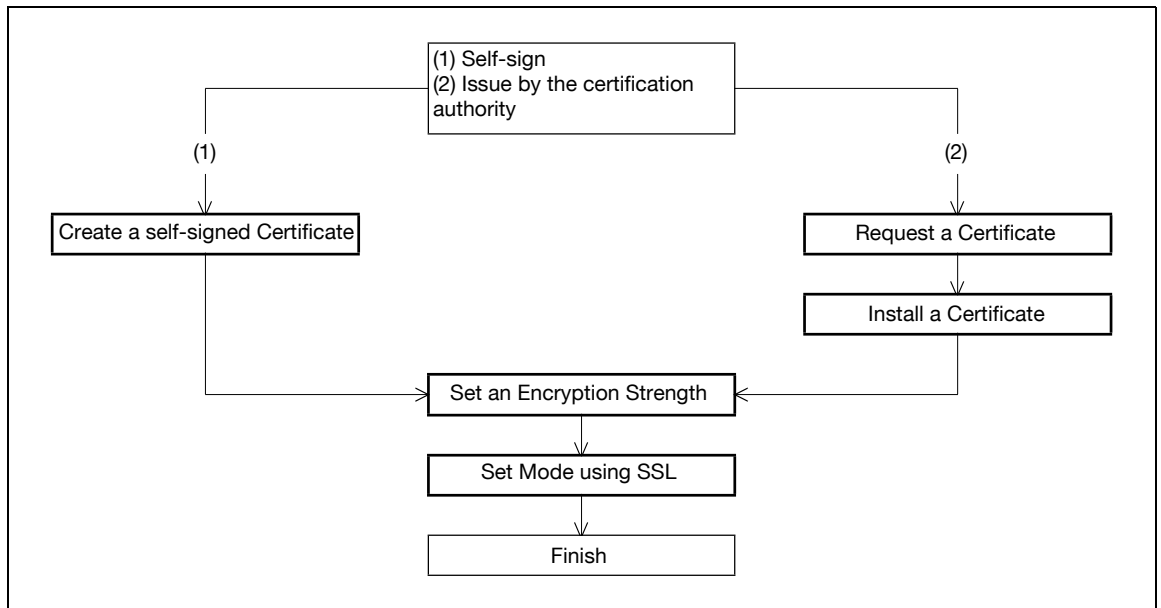 (1) Self-sign
(2) Issue by the certification
authority
(1)
(2)
Create a self-signed Certificate
Request a Certificate
Install a Certificate
Set an Encryption Strength
Set Mode using SSL
Finish